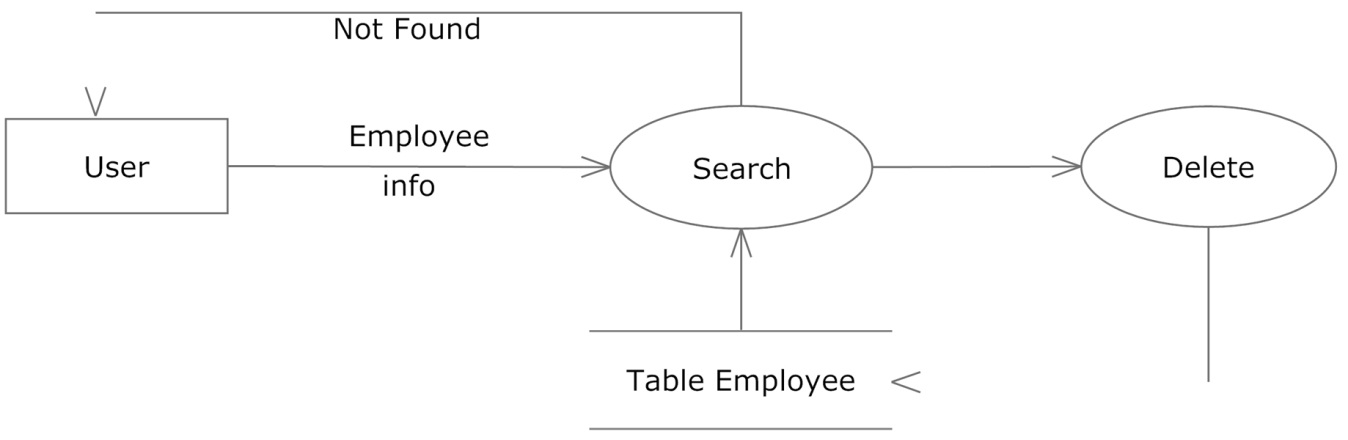 Not Found
Employee
info
User
Search
Delete
Table Employee